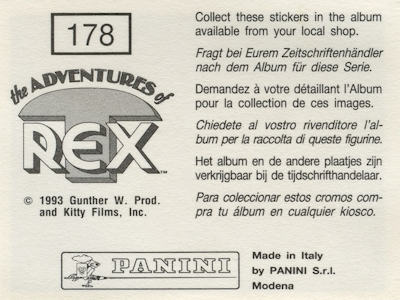 178
the ADVENTURES of
T REX™
© 1993 Gunther W. Prod.
and Kitty Films, Inc.
Collect these stickers in the album
available from your local shop.
Fragt bei Eurem Zeitschriftenhändler
nach dem Album für diese Serie.
Demandez à votre détaillant l'Album
pour la collection de ces images.
Chiedete al vostro rivenditore l'al-
bum per la raccolta di queste figurine.
Het album en de andere plaatjes zijn
verkrijgbaar bij de tijdschrifthandelaar.
Para coleccionar estos cromos com-
pra tu álbum en cualquier kiosco.
PANINI
Made in Italy
by PANINI S.r.l.
Modena